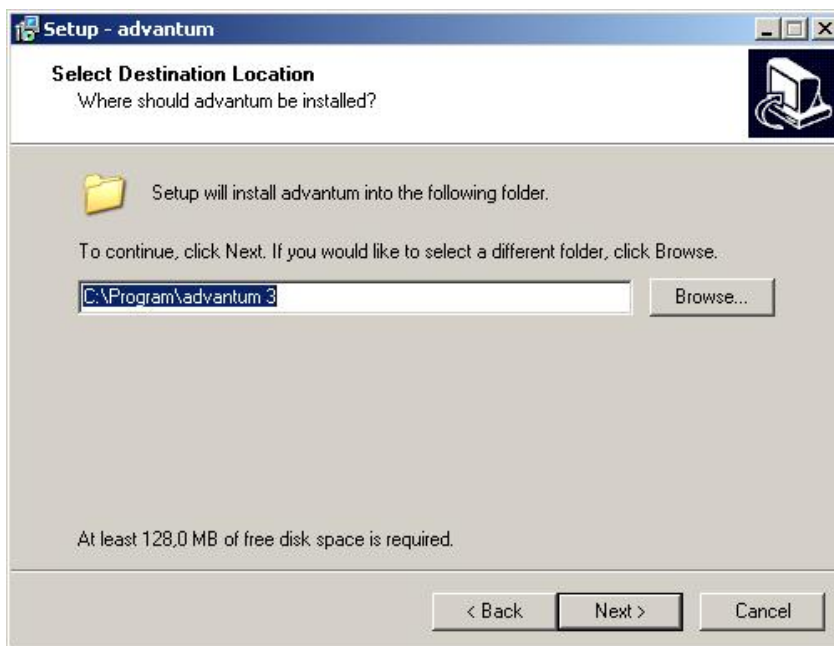 Setup - advantum
Select Destination Location
Where should advantum be installed?
Setup will install advantum into the following folder.
To continue, click Next. If you would like to select a different folder, click Browse.
C:\Program\advantum 3
Browse...
At least 128,0 MB of free disk space is required.
< Back
Next >
Cancel